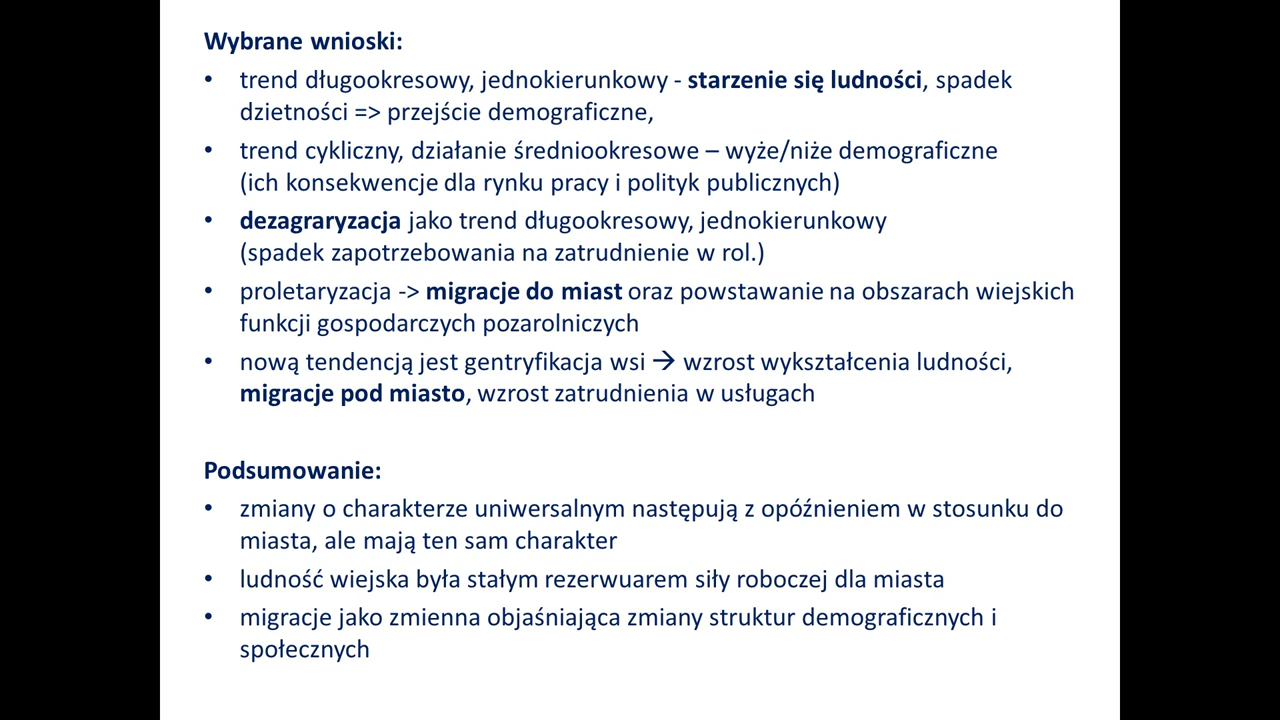 Wybrane wnioski:
• trend długookresowy, jednokierunkowy - starzenie się ludności, spadek
dzietności => przejście demograficzne,
• trend cykliczny, działanie średniookresowe – wyże/niże demograficzne
(ich konsekwencje dla rynku pracy i polityk publicznych)
• dezagraryzacja jako trend długookresowy, jednokierunkowy
(spadek zapotrzebowania na zatrudnienie w rol.)
• proletaryzacja -> migracje do miast oraz powstawanie na obszarach wiejskich
funkcji gospodarczych pozarolniczych
• nową tendencją jest gentryfikacja wsi → wzrost wykształcenia ludności,
migracje pod miasto, wzrost zatrudnienia w usługach
Podsumowanie:
• zmiany o charakterze uniwersalnym następują z opóźnieniem w stosunku do
miasta, ale mają ten sam charakter
• ludność wiejska była stałym rezerwuarem siły roboczej dla miasta
• migracje jako zmienna objaśniająca zmiany struktur demograficznych i
społecznych